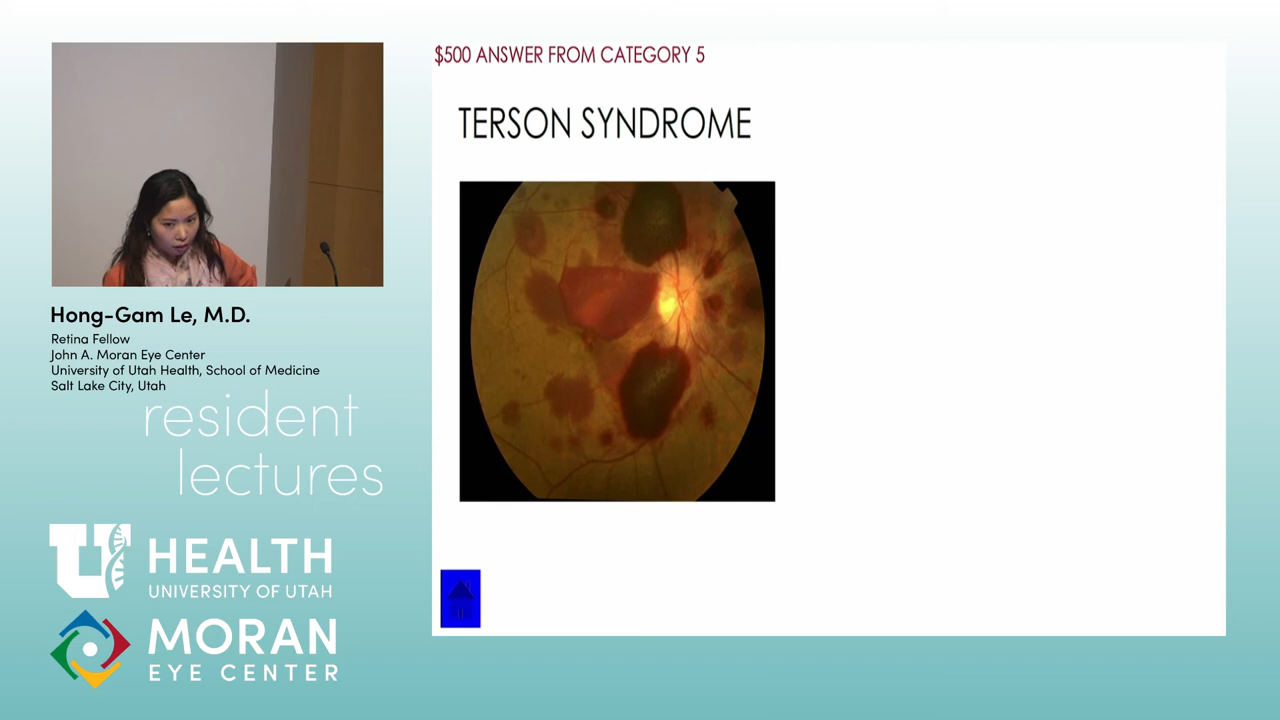 $500 ANSWER FROM CATEGORY 5
TERSON SYNDROME
Hong-Gam Le, M.D.
Retina Fellow
John A. Moran Eye Center
University of Utah Health, School of Medicine
Salt Lake City, Utah
resident
lectures
U HEALTH
UNIVERSITY OF UTAH
MORAN
EYE CENTER